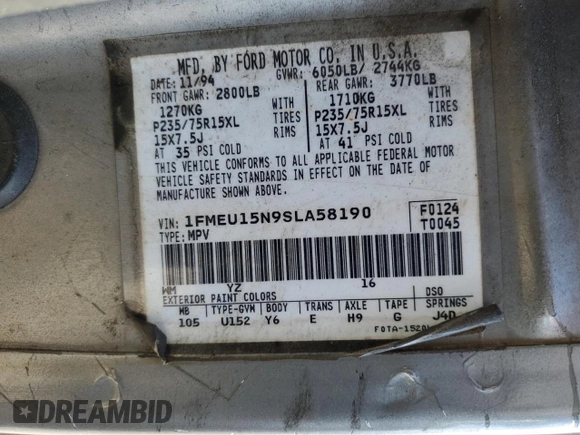 MFD. BY FORD MOTOR CO. IN U.S.A.
DATE: 11/94 GVWR: 6050LB/ 2744KG
FRONT GAWR: 2800LB REAR GAWR: 3770LB
1270KG WITH 1710KG WITH
P235/75R15XL TIRES P235/75R15XL TIRES
15X7.5J RIMS 15X7.5J RIMS
AT 35 PSI COLD AT 41 PSI COLD
THIS VEHICLE CONFORMS TO ALL APPLICABLE FEDERAL MOTOR
VEHICLE SAFETY STANDARDS IN EFFECT ON THE DATE OF
MANUFACTURE SHOWN ABOVE.
VIN: 1FMEU15N9SLA58190 F0124
TYPE: MPV T0045
WM YZ 16
EXTERIOR PAINT COLORS DSO
WB TYPE-GVM BODY TRANS AXLE TAPE SPRINGS
105 U152 Y6 E H9 G J4D
DREAMBID